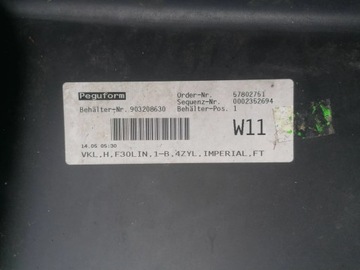 Peguform Order-Nr. 57802751
Sequenz-Nr. 0002352694
Behälter-Nr. 903208630 Behälter-Pos. 1
W11
14.06 05:30
VKL,H,F30LIN,1-B,4ZYL,IMPERIAL,FT